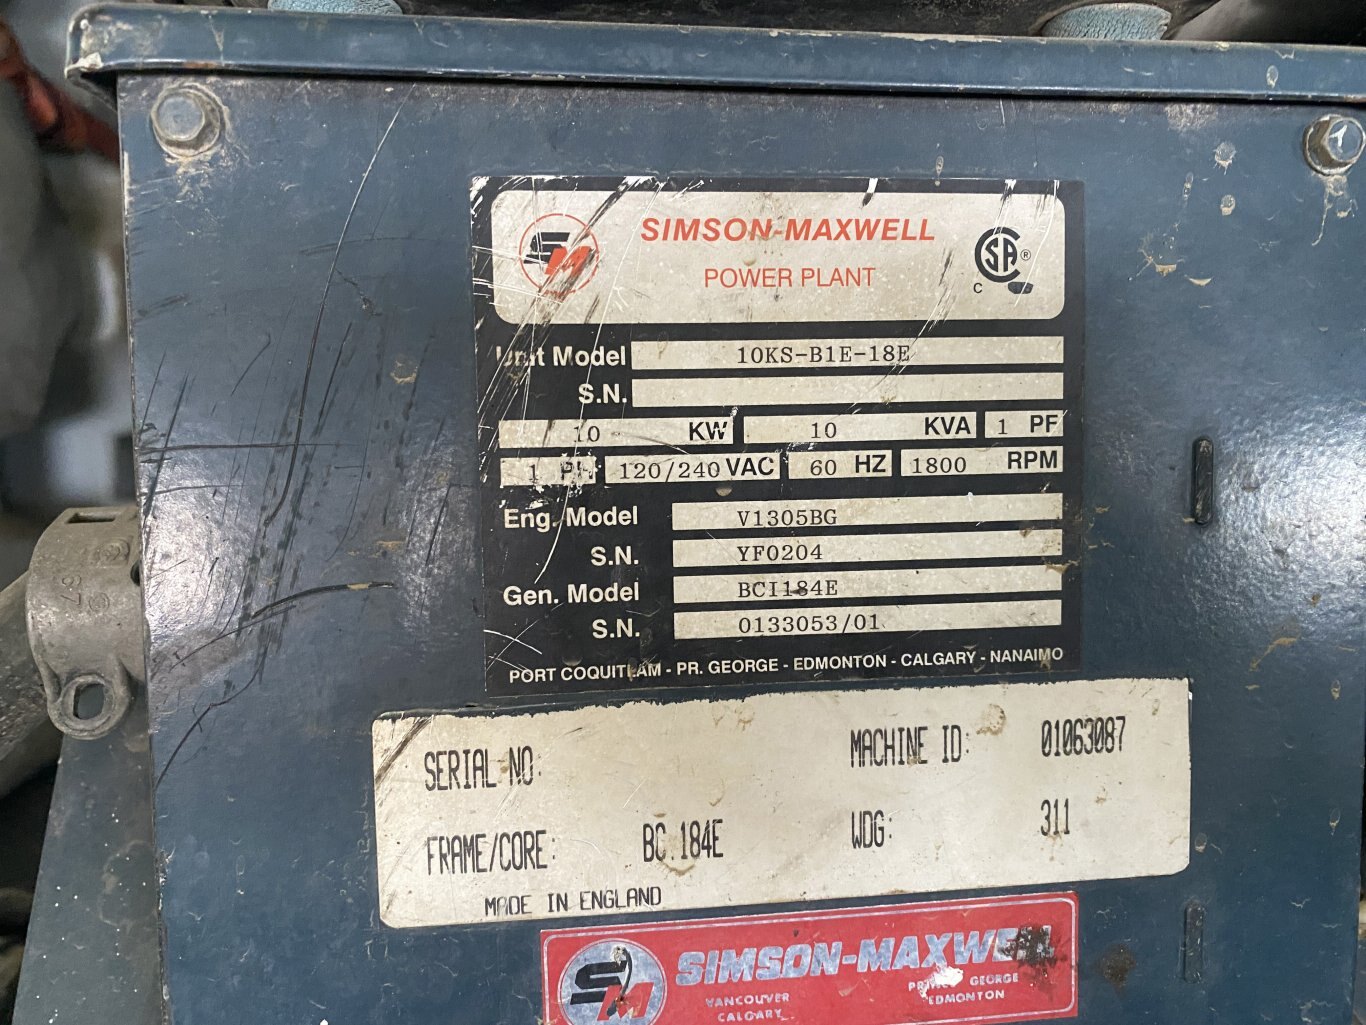 SM
SIMSON-MAXWELL
POWER PLANT
CSA ®
C
Unit Model 10KS-B1E-18E
S.N.
10 KW 10 KVA 1 PF
1 PH 120/240 VAC 60 HZ 1800 RPM
Eng. Model V1305BG
S.N. YF0204
Gen. Model BCI184E
S.N. 0133053/01
PORT COQUITLAM - PR. GEORGE - EDMONTON - CALGARY - NANAIMO
SERIAL NO. MACHINE ID: 01063087
FRAME/CORE: BC 184E WDG: 311
MADE IN ENGLAND
SM
SIMSON-MAXWELL
VANCOUVER PRINCE GEORGE
CALGARY EDMONTON